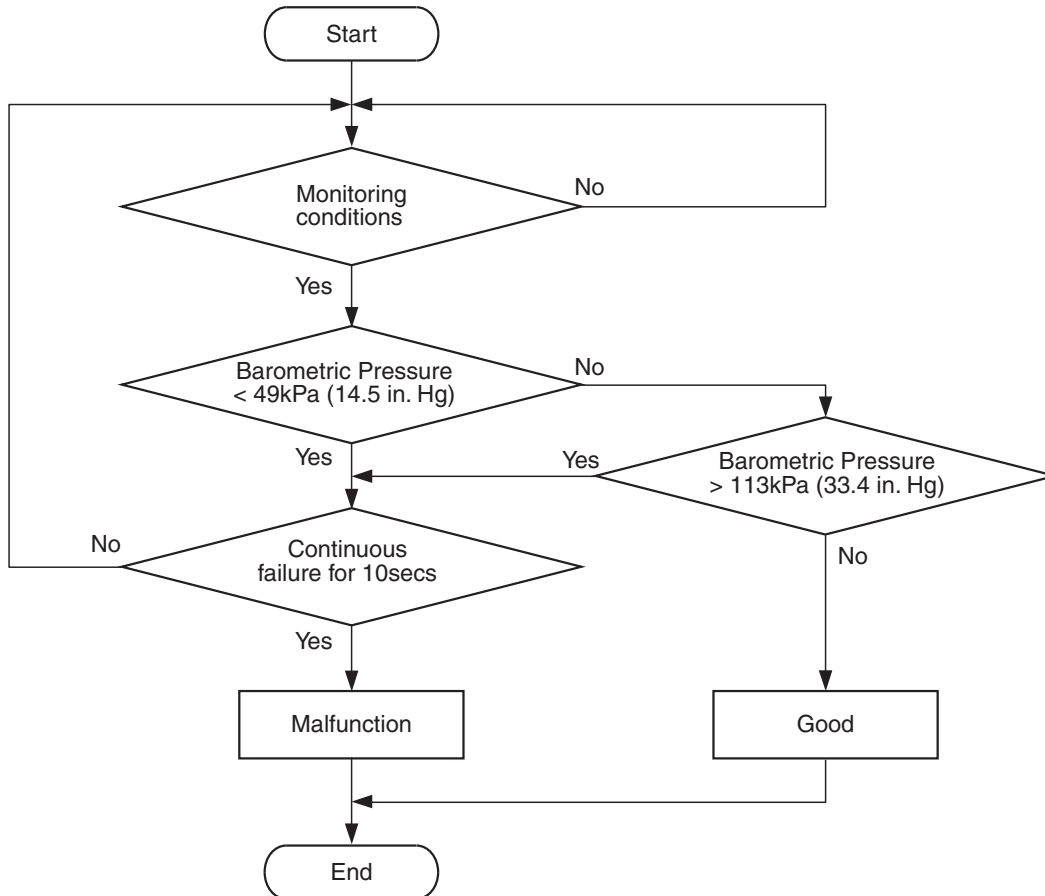 Start
Monitoring
conditions
No
Yes
Barometric Pressure
< 49kPa (14.5 in. Hg)
No
Yes
Yes
Barometric Pressure
> 113kPa (33.4 in. Hg)
No
Continuous
failure for 10secs
No
Yes
Malfunction
Good
End